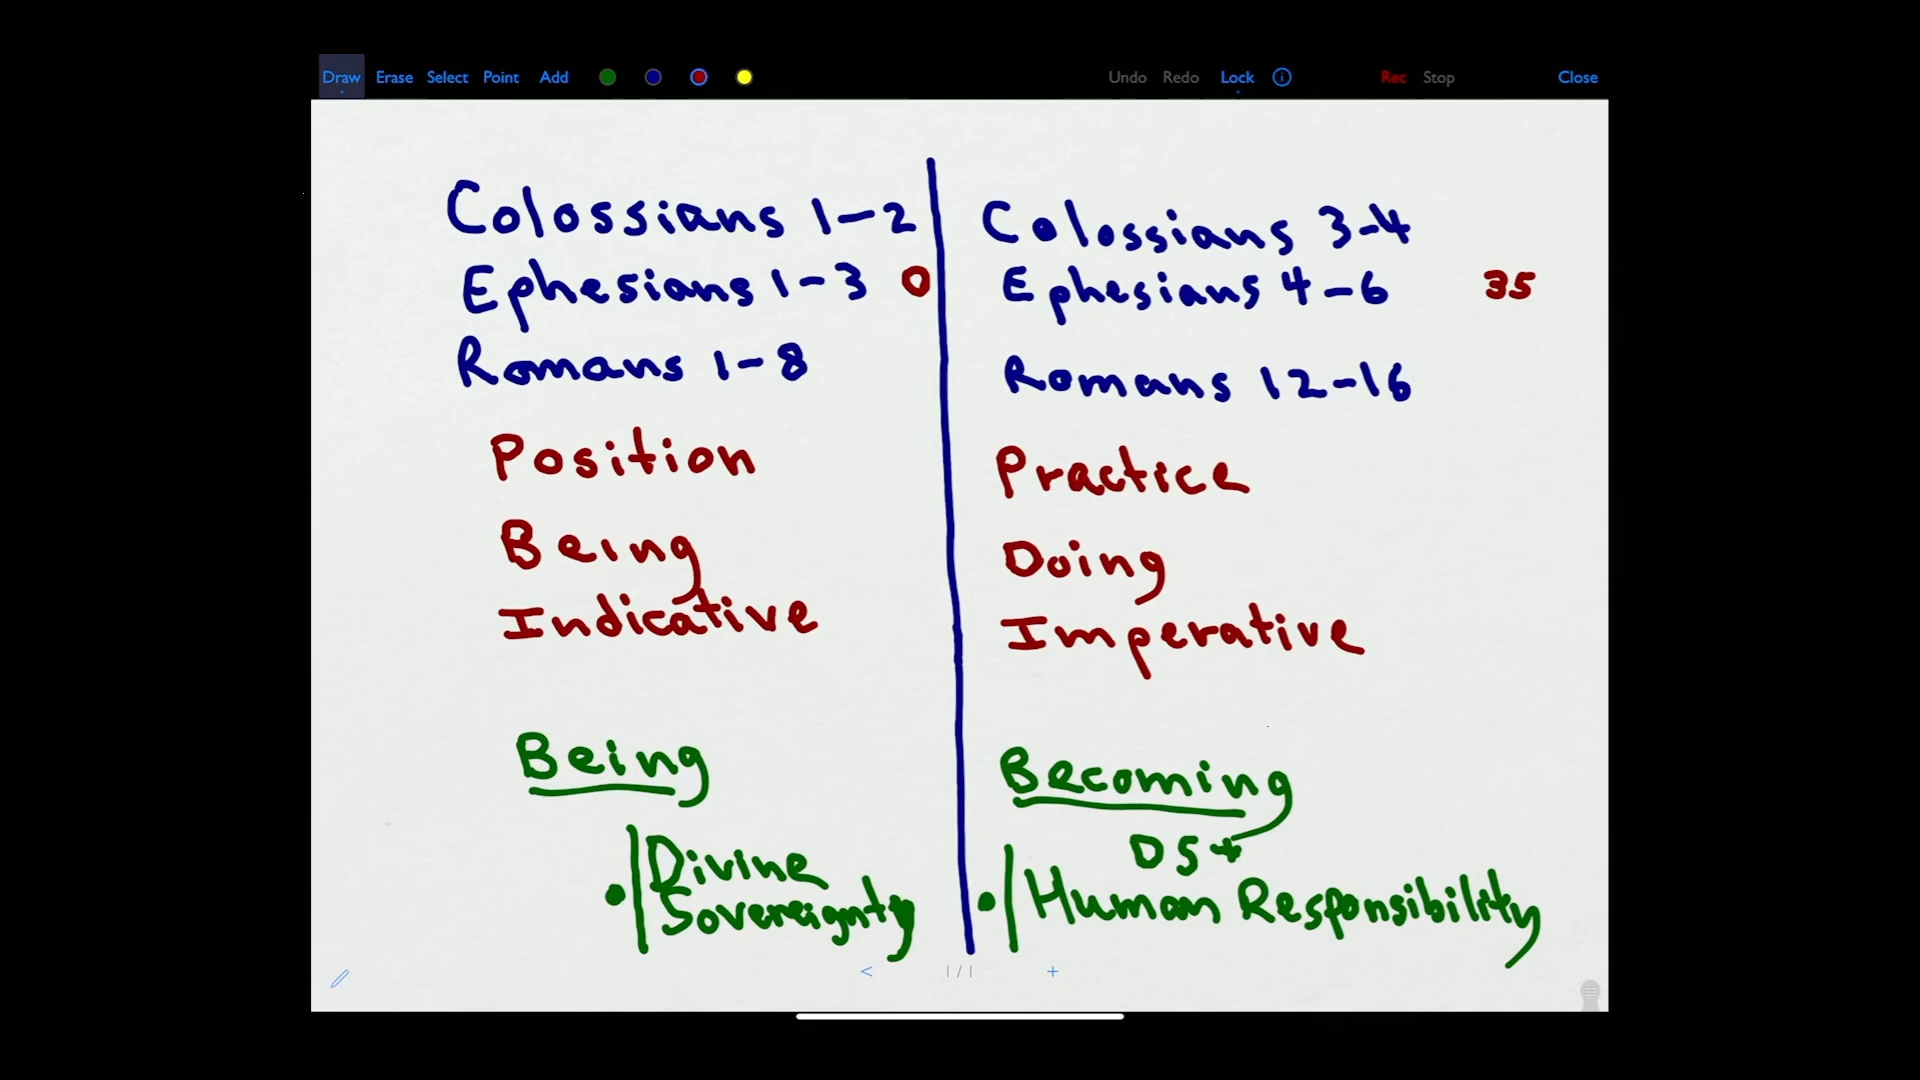 Draw Erase Select Point Add Undo Redo Lock Rec Stop Close
Colossians 1-2 Colossians 3-4
Ephesians 1-3 0 Ephesians 4-6 35
Romans 1-8 Romans 12-16
Position Practice
Being Doing
Indicative Imperative
Being Becoming
Divine DS+
Sovereignty Human Responsibility
< 1/1 +